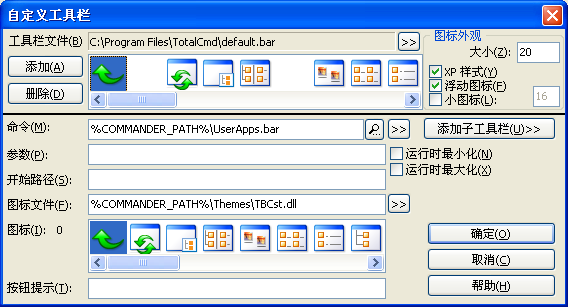 自定义工具栏
工具栏文件(B) C:\Program Files\TotalCmd\default.bar >>
图标外观
大小(Z): 20
添加(A)
XP 样式(Y)
浮动图标(F)
删除(D)
小图标(L): 16
命令(M): %COMMANDER_PATH%\UserApps.bar >> 添加子工具栏(U)>>
参数(P): 运行时最小化(N)
运行时最大化(X)
开始路径(S):
图标文件(E): %COMMANDER_PATH%\Themes\TBCst.dll >>
图标(I): 0
确定(O)
取消(C)
按钮提示(T):
帮助(H)